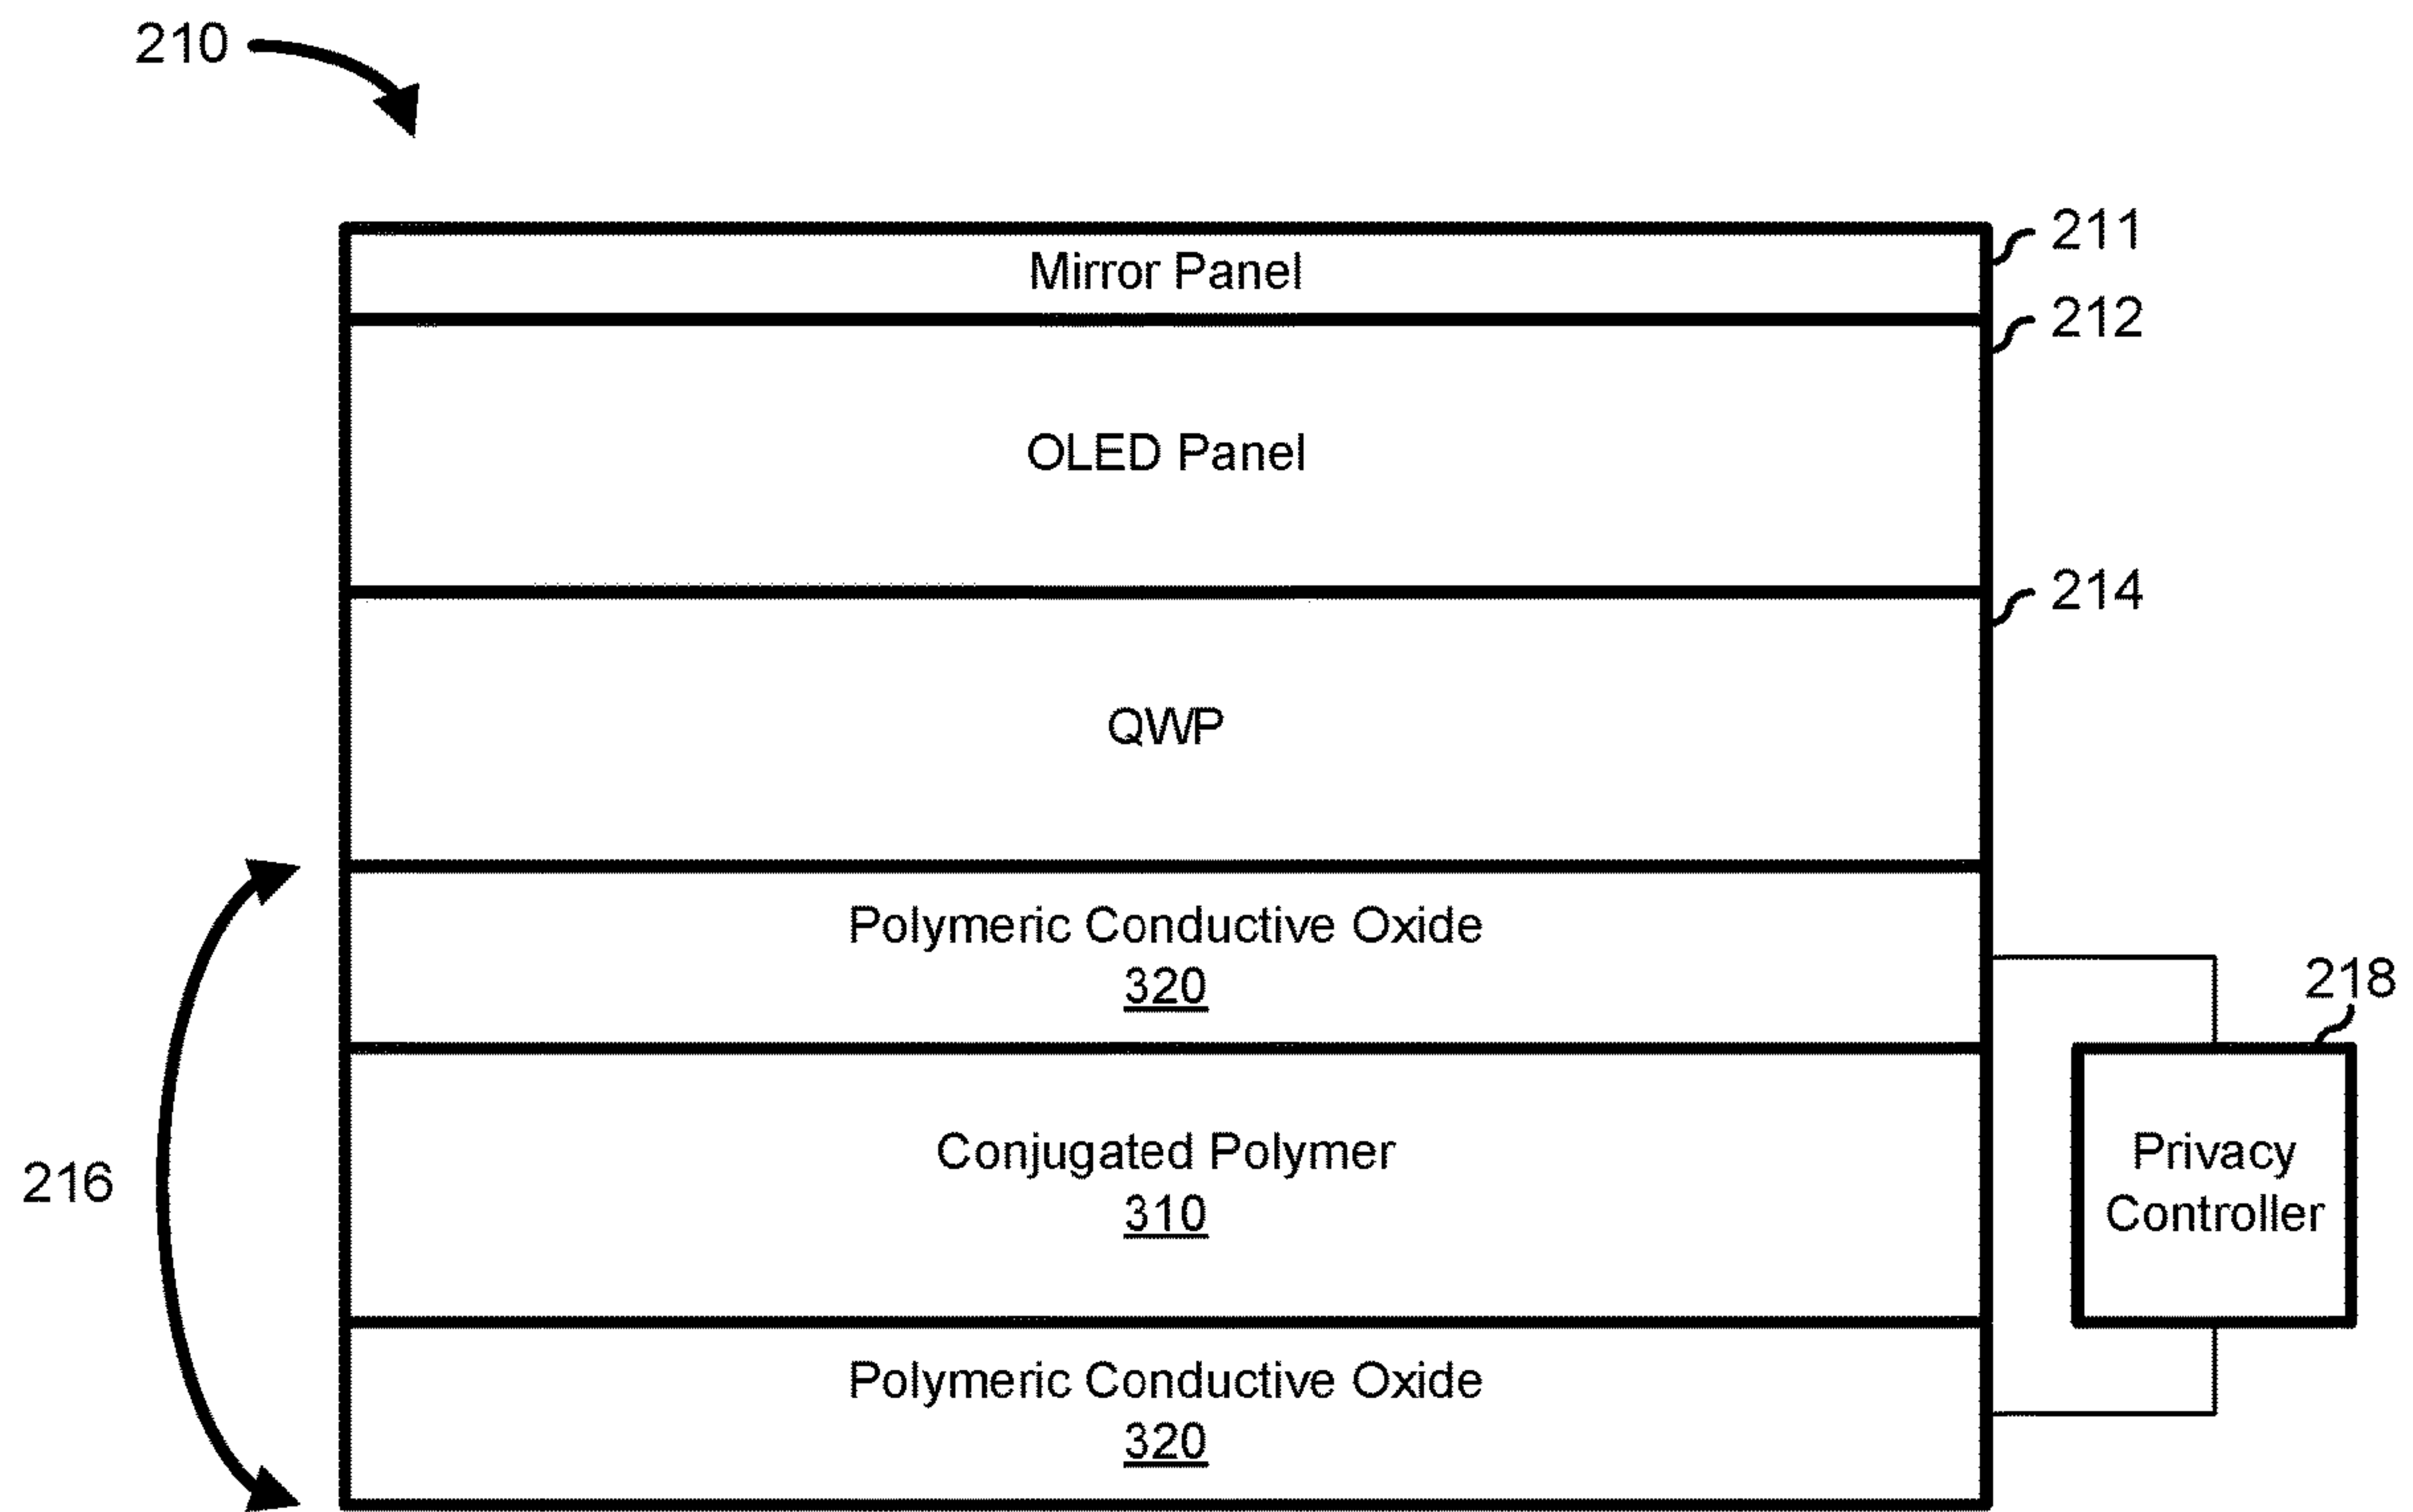 210
211
Mirror Panel
212
OLED Panel
214
QWP
Polymeric Conductive Oxide
320
218
Conjugated Polymer
310
Privacy
Controller
216
Polymeric Conductive Oxide
320